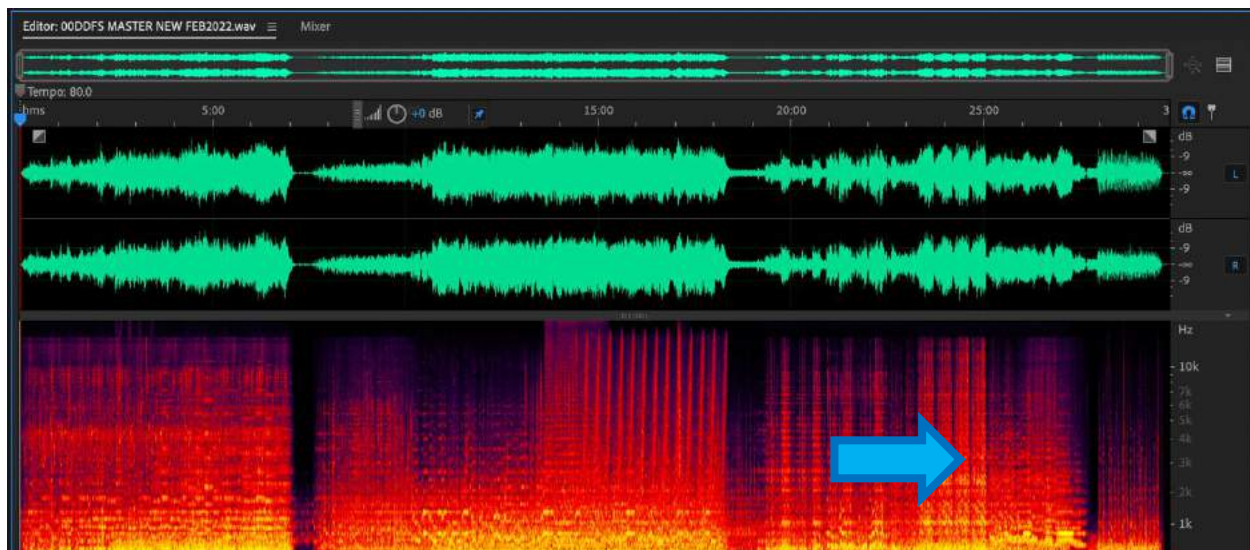 Editor: 00DDFS MASTER NEW FEB2022.wav Mixer
Tempo: 80.0
hms 5:00 +0 dB 15:00 20:00 25:00 3
dB
-9
-∞ L
-9
dB
-9
-∞ R
-9
Hz
10k
7k
6k
5k
4k
3k
2k
1k